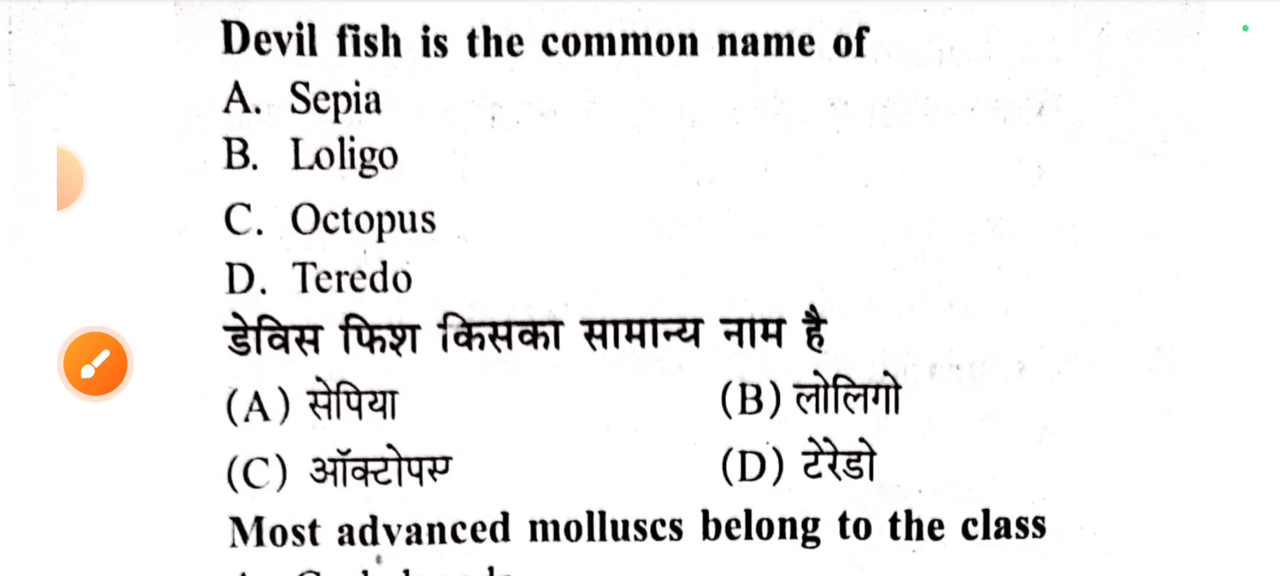 Devil fish is the common name of
A. Sepia
B. Loligo
C. Octopus
D. Teredo
डेविस फिश किसका सामान्य नाम है
(A) सेपिया (B) लोलिगो
(C) ऑक्टोपस (D) टेरेडो
Most advanced molluscs belong to the class